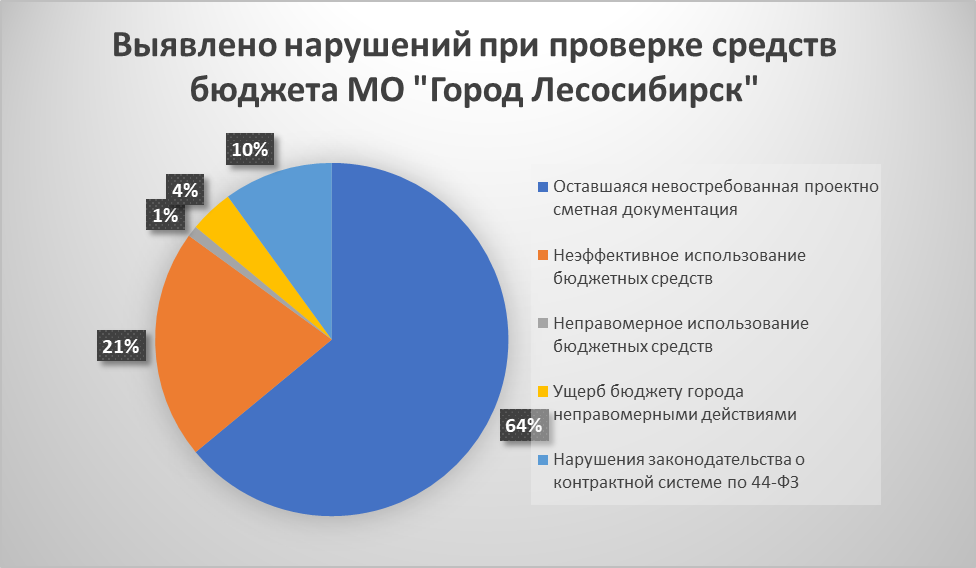 Выявлено нарушений при проверке средств
бюджета МО "Город Лесосибирск"
10%
4%
1%
21%
64%
Оставшаяся невостребованная проектно
сметная документация
Неэффективное использование
бюджетных средств
Неправомерное использование
бюджетных средств
Ущерб бюджету города
неправомерными действиями
Нарушения законодательства о
контрактной системе по 44-ФЗ